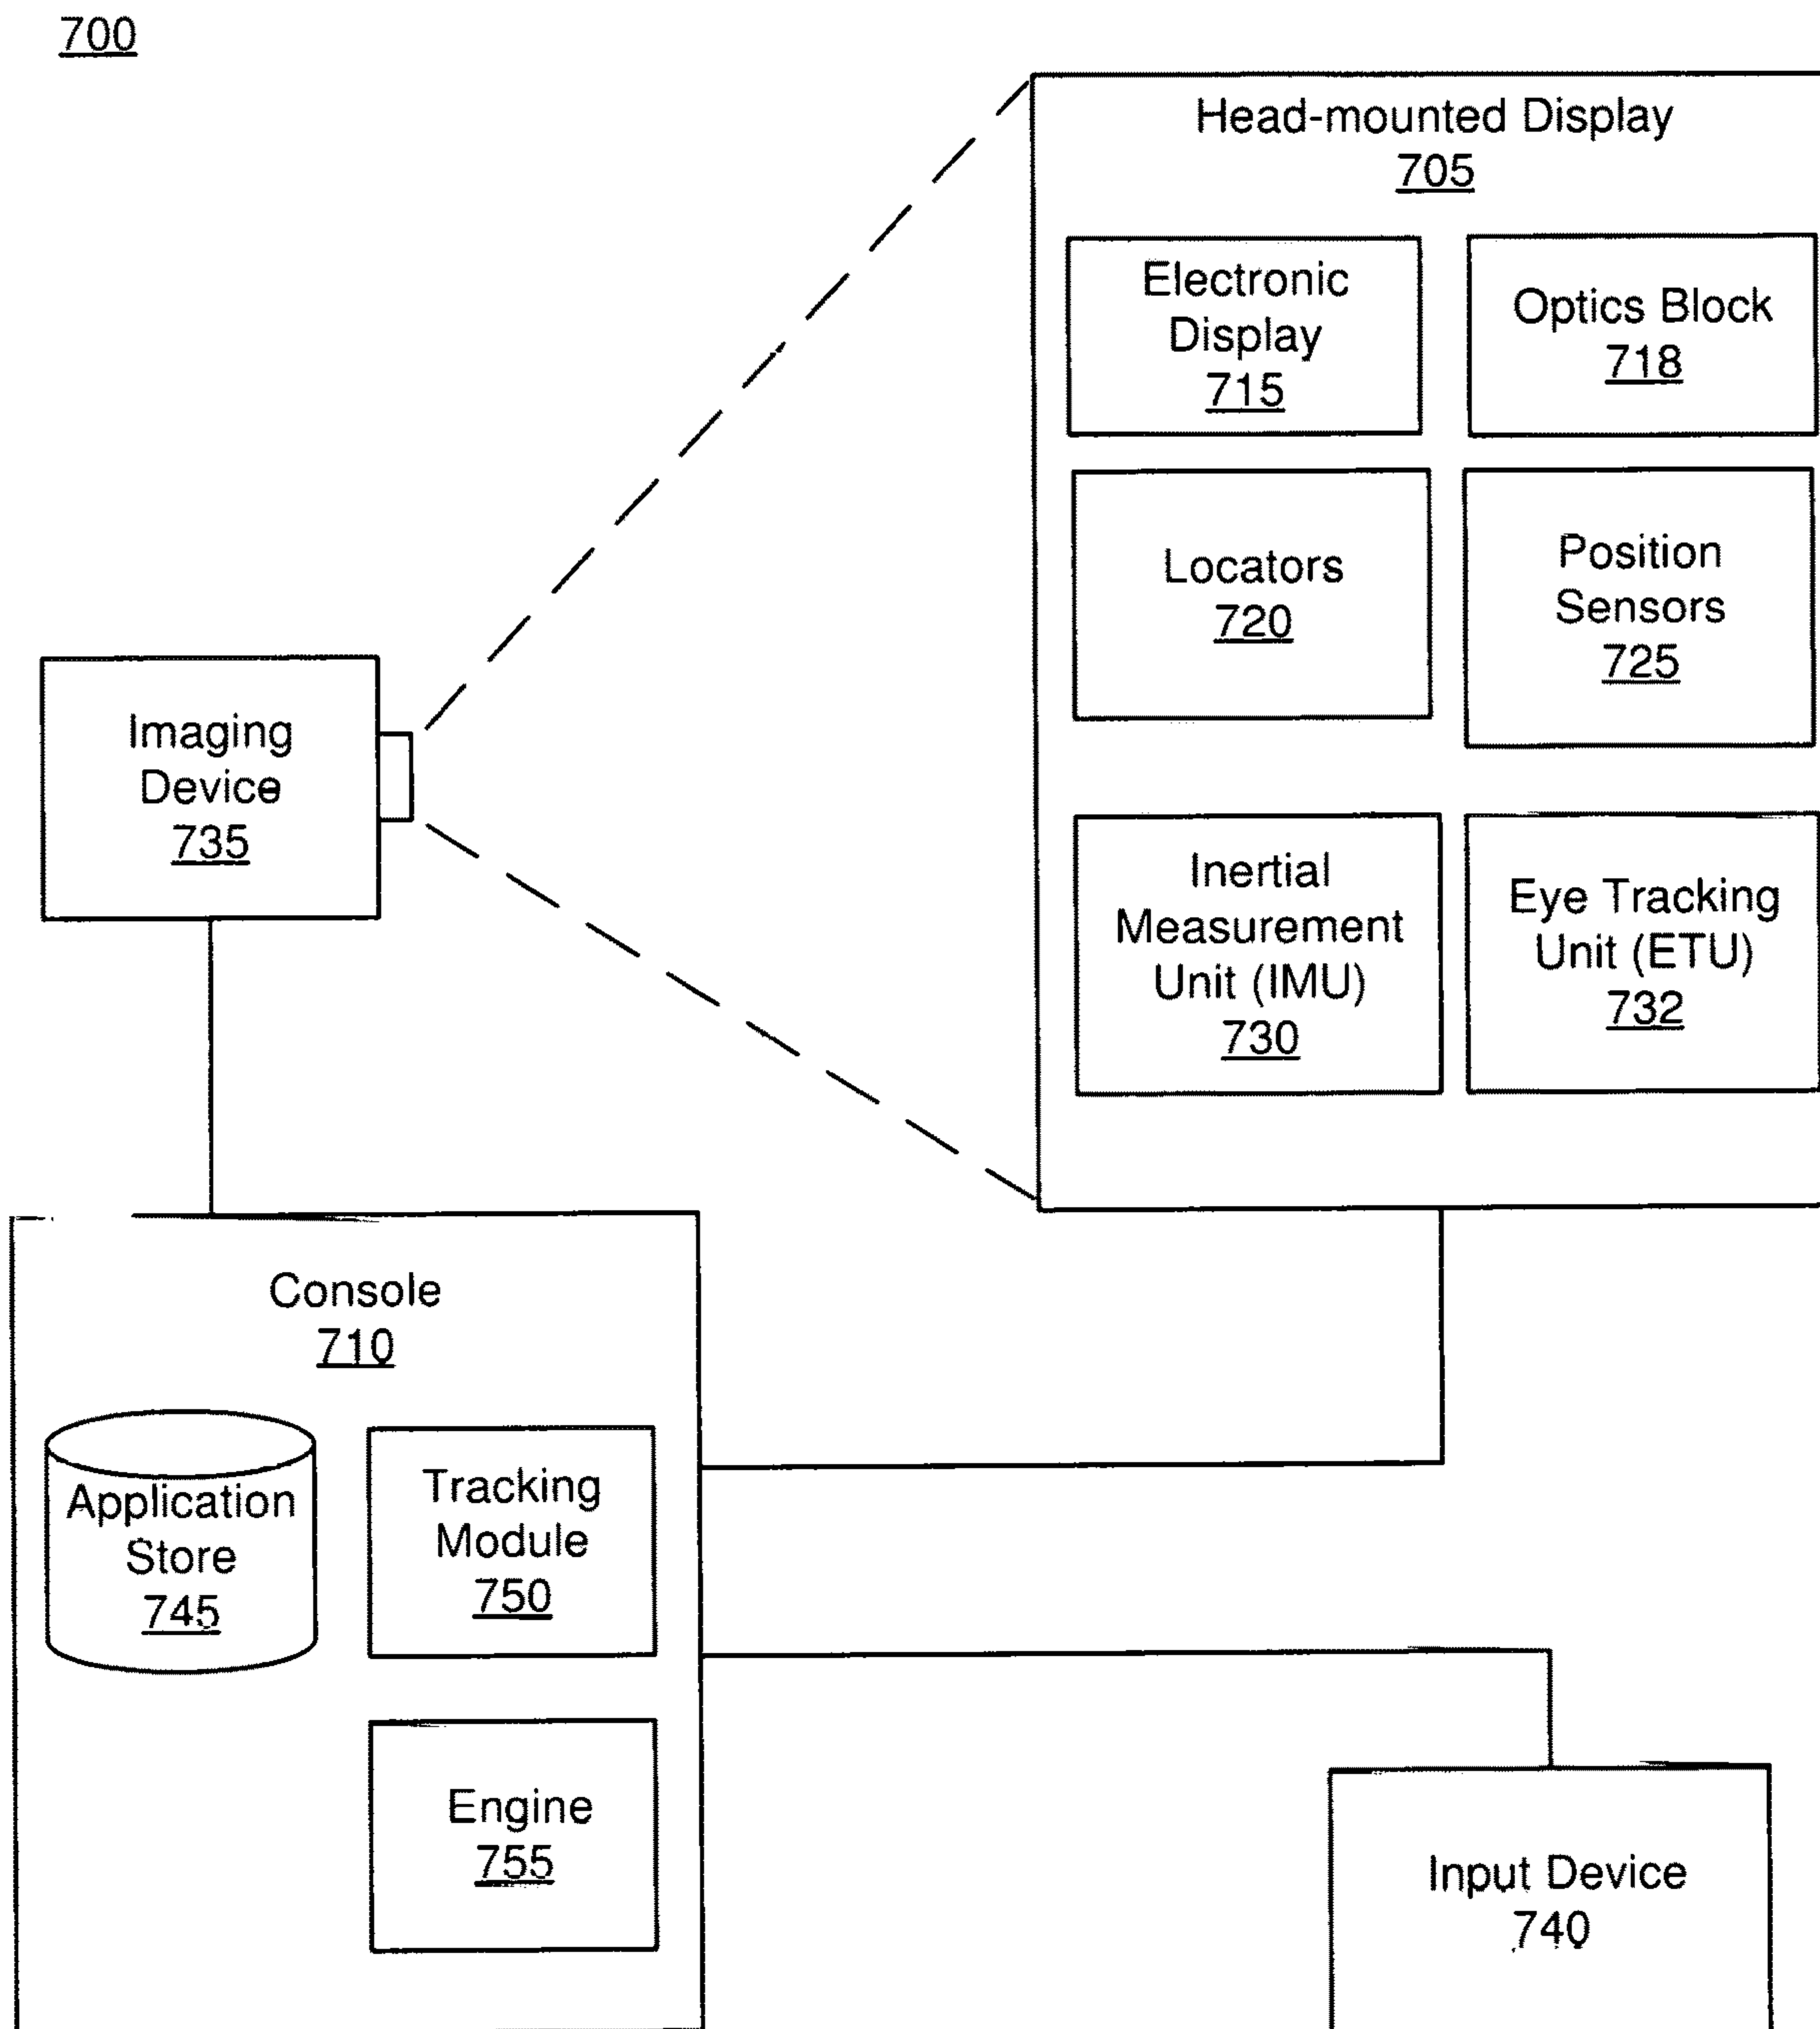 700
Head-mounted Display
705
Electronic
Display
715
Optics Block
718
Locators
720
Position
Sensors
725
Imaging
Device
735
Inertial
Measurement
Unit (IMU)
730
Eye Tracking
Unit (ETU)
732
Console
710
Application
Store
745
Tracking
Module
750
Engine
755
Input Device
740